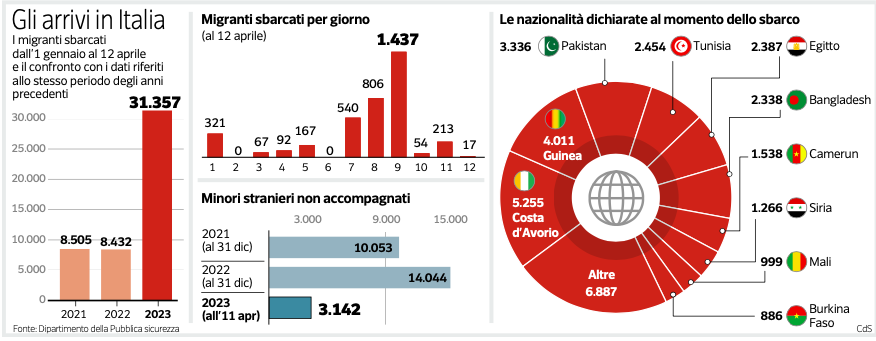 Gli arrivi in Italia
I migranti sbarcati
dall'1 gennaio al 12 aprile
e il confronto con i dati riferiti
allo stesso periodo degli anni
precedenti
31.357
30.000
25.000
20.000
15.000
10.000
5.000
0
8.505
8.432
2021
2022
2023
Fonte: Dipartimento della Pubblica sicurezza
Migranti sbarcati per giorno
(al 12 aprile)
321
0
67
92
167
0
540
806
1.437
54
213
17
1
2
3
4
5
6
7
8
9
10
11
12
Minori stranieri non accompagnati
3.000
9.000
15.000
2021
(al 31 dic)
10.053
2022
(al 31 dic)
14.044
2023
(all'11 apr)
3.142
Le nazionalità dichiarate al momento dello sbarco
3.336 Pakistan
2.454 Tunisia
2.387 Egitto
2.338 Bangladesh
1.538 Camerun
1.266 Siria
999 Mali
886 Burkina
Faso
4.011
Guinea
5.255
Costa
d'Avorio
Altre
6.887
CdS